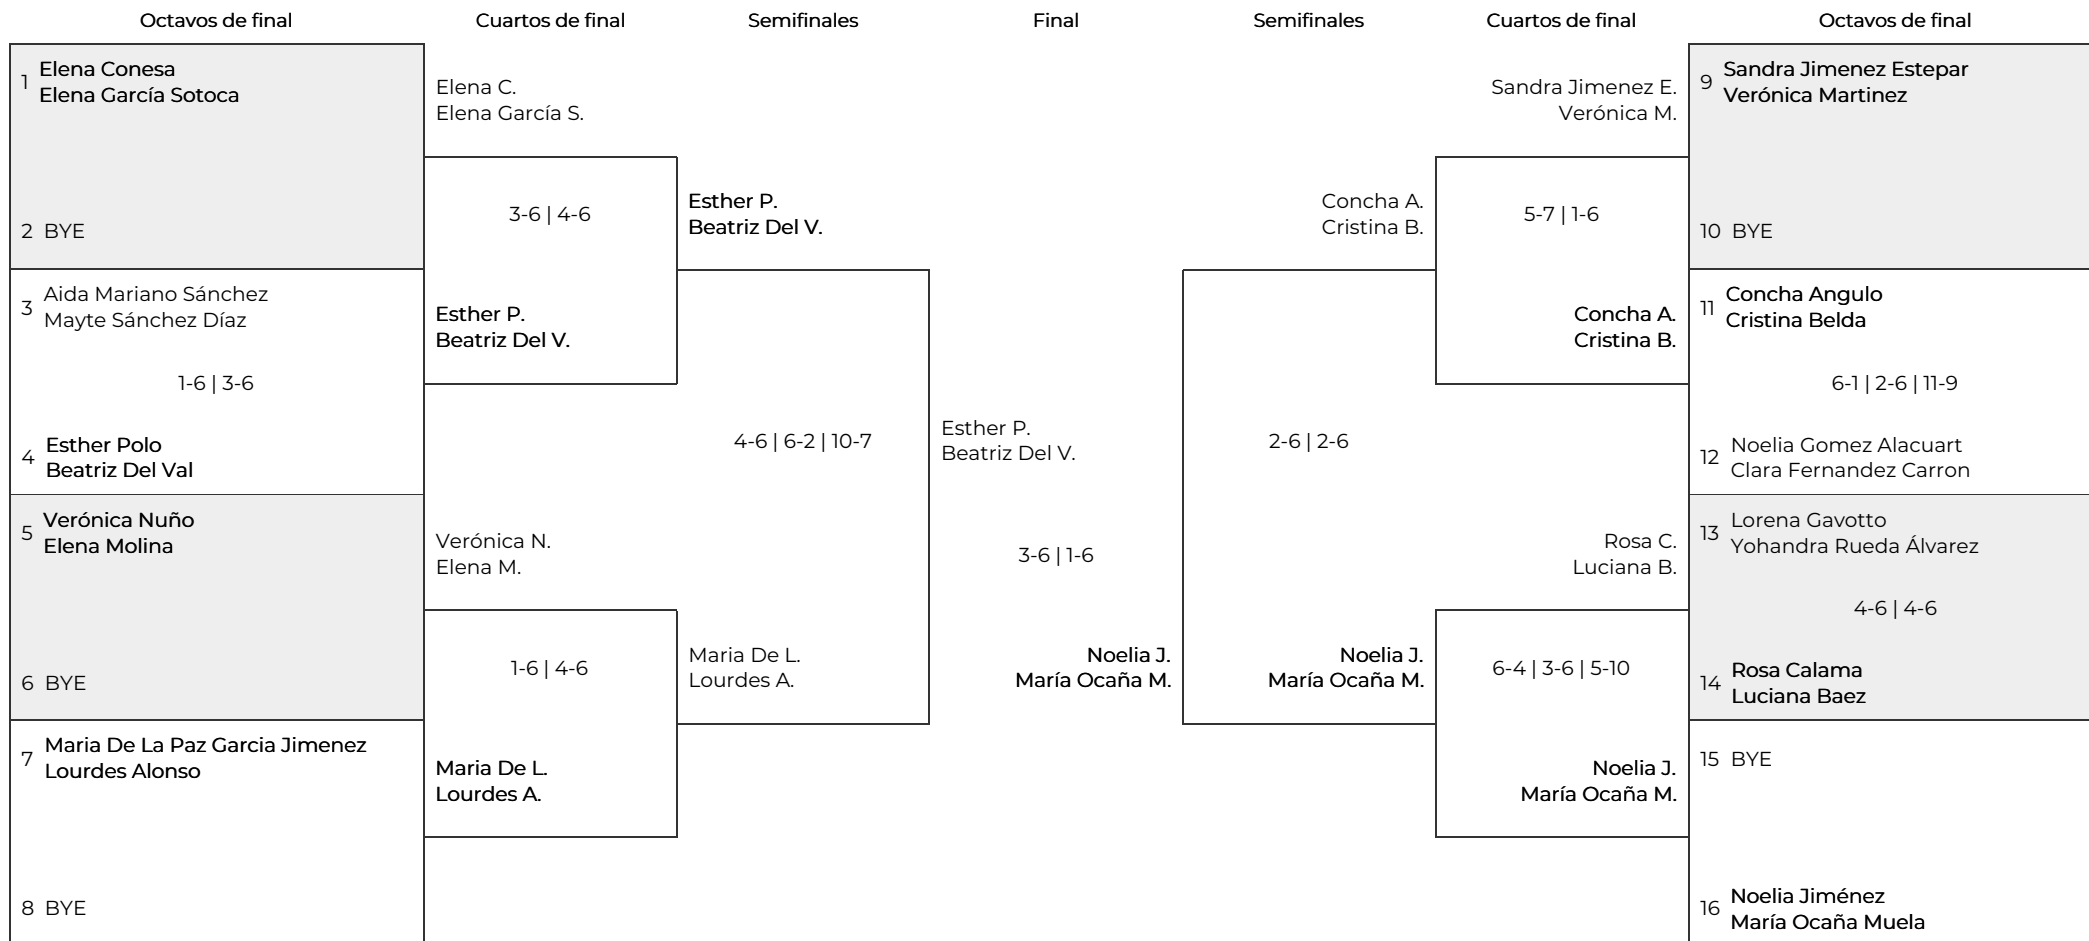 Octavos de final
Cuartos de final
Semifinales
Final
Semifinales
Cuartos de final
Octavos de final
1 Elena Conesa
Elena García Sotoca
2 BYE
3 Aida Mariano Sánchez
Mayte Sánchez Díaz
1-6 | 3-6
4 Esther Polo
Beatriz Del Val
5 Verónica Nuño
Elena Molina
6 BYE
7 Maria De La Paz Garcia Jimenez
Lourdes Alonso
8 BYE
Elena C.
Elena García S.
3-6 | 4-6
Esther P.
Beatriz Del V.
Verónica N.
Elena M.
1-6 | 4-6
Maria De L.
Lourdes A.
Esther P.
Beatriz Del V.
4-6 | 6-2 | 10-7
Maria De L.
Lourdes A.
Esther P.
Beatriz Del V.
3-6 | 1-6
Noelia J.
María Ocaña M.
Concha A.
Cristina B.
2-6 | 2-6
Noelia J.
María Ocaña M.
Sandra Jimenez E.
Verónica M.
5-7 | 1-6
Concha A.
Cristina B.
Rosa C.
Luciana B.
6-4 | 3-6 | 5-10
Noelia J.
María Ocaña M.
9 Sandra Jimenez Estepar
Verónica Martinez
10 BYE
11 Concha Angulo
Cristina Belda
6-1 | 2-6 | 11-9
12 Noelia Gomez Alacuart
Clara Fernandez Carron
13 Lorena Gavotto
Yohandra Rueda Álvarez
4-6 | 4-6
14 Rosa Calama
Luciana Baez
15 BYE
16 Noelia Jiménez
María Ocaña Muela